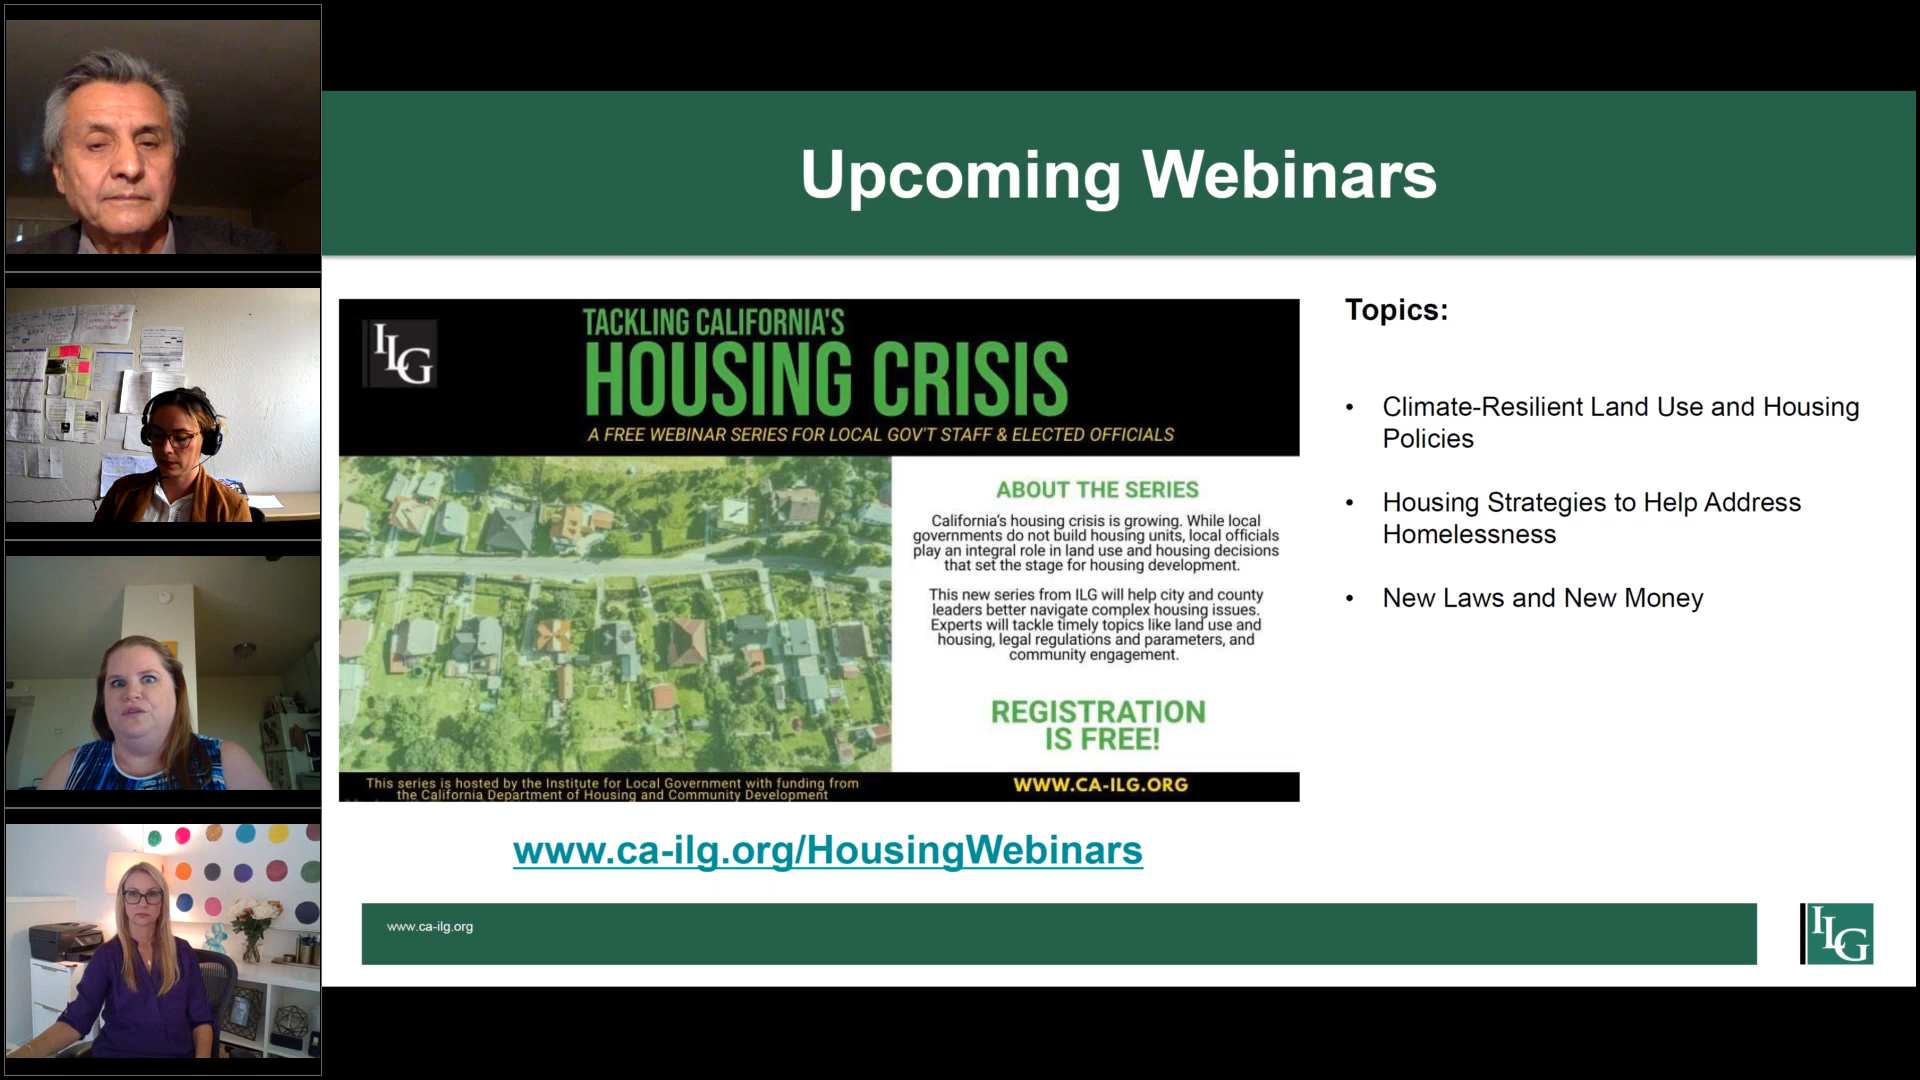 Upcoming Webinars
ILG
TACKLING CALIFORNIA'S
HOUSING CRISIS
A FREE WEBINAR SERIES FOR LOCAL GOV'T STAFF & ELECTED OFFICIALS
ABOUT THE SERIES
California's housing crisis is growing. While local
governments do not build housing units, local officials
play an integral role in land use and housing decisions
that set the stage for housing development.
This new series from ILG will help city and county
leaders better navigate complex housing issues.
Experts will tackle timely topics like land use and
housing, legal regulations and parameters, and
community engagement.
REGISTRATION
IS FREE!
This series is hosted by the Institute for Local Government with funding from
the California Department of Housing and Community Development
WWW.CA-ILG.ORG
www.ca-ilg.org/HousingWebinars
Topics:
• Climate-Resilient Land Use and Housing
Policies
• Housing Strategies to Help Address
Homelessness
• New Laws and New Money
www.ca-ilg.org
ILG